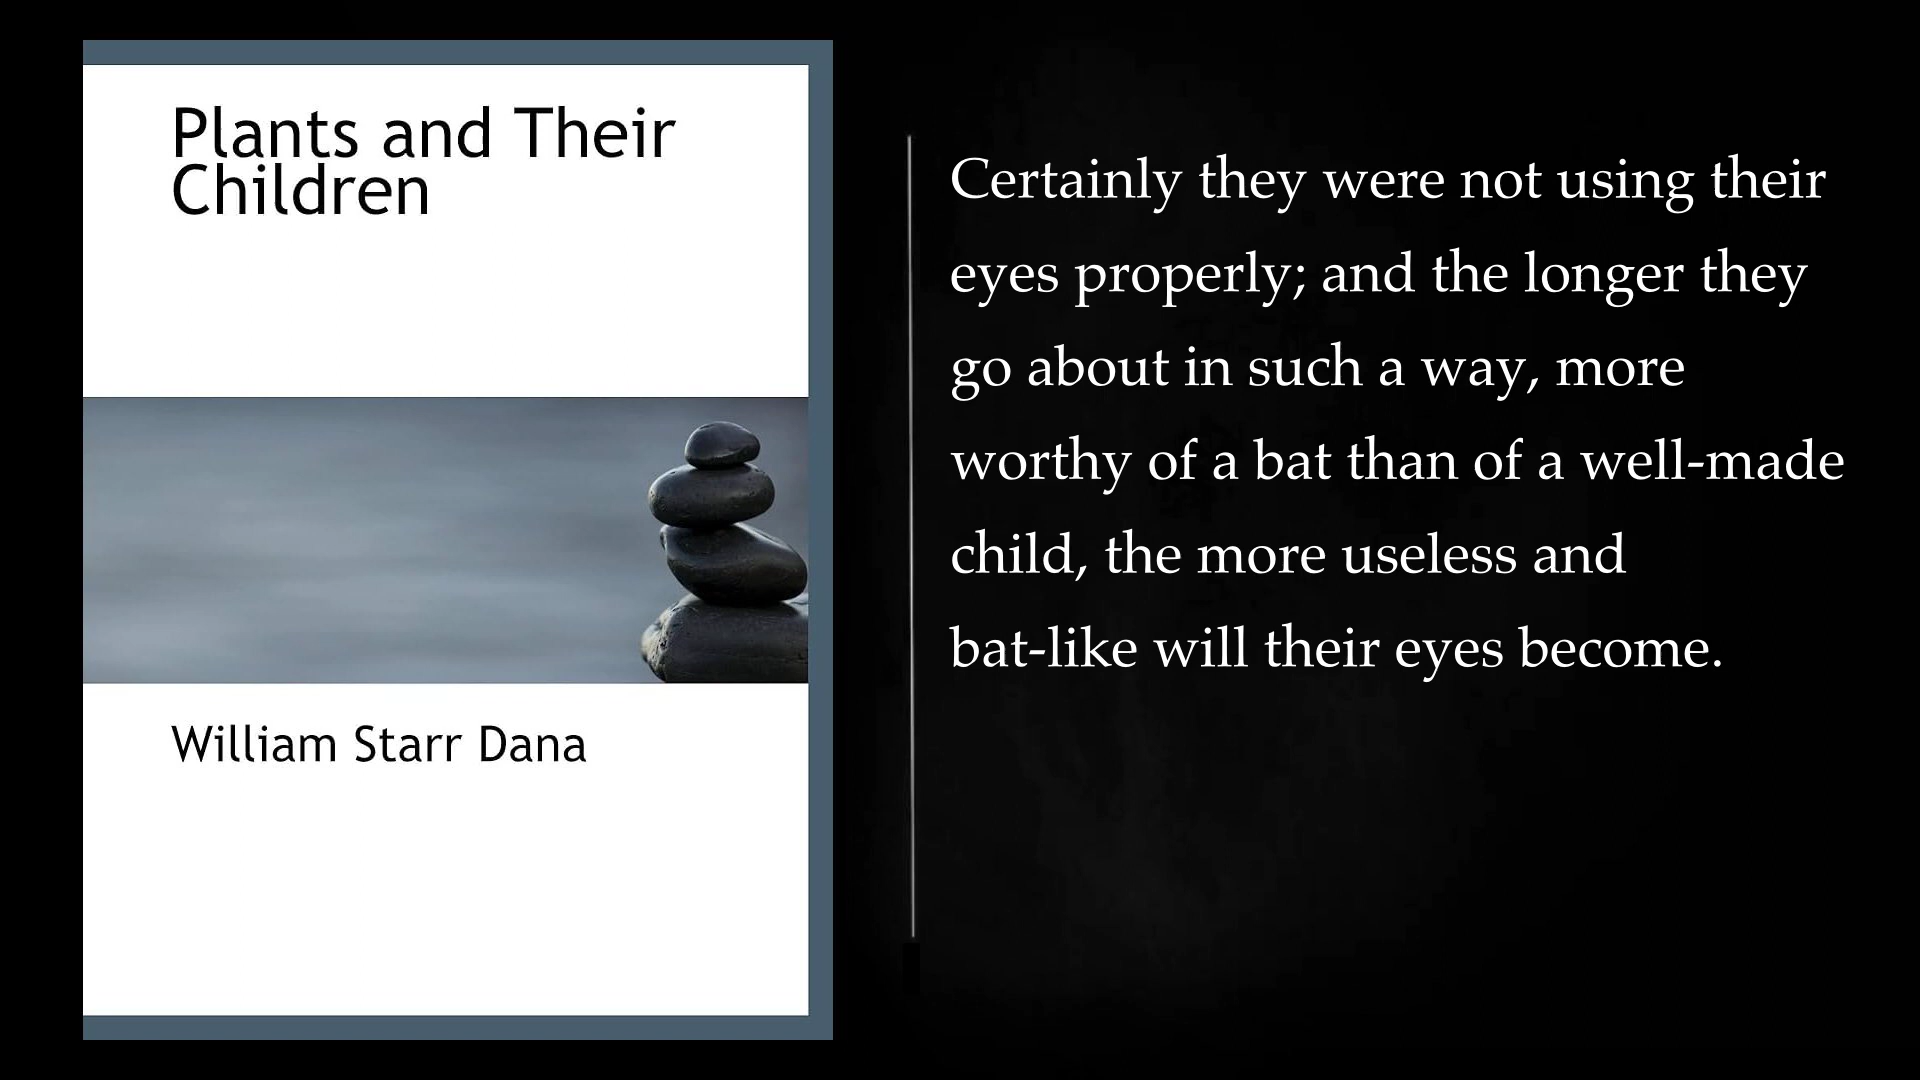 Plants and Their
Children
William Starr Dana
Certainly they were not using their
eyes properly; and the longer they
go about in such a way, more
worthy of a bat than of a well-made
child, the more useless and
bat-like will their eyes become.